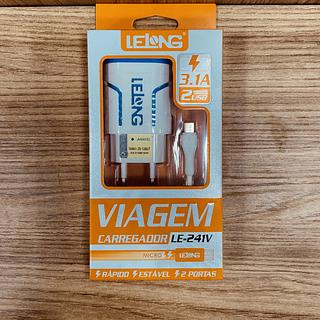 LELONG
3.1A
2 USB
LELONG
VIAGEM
CARREGADOR LE-241V
MICRO LELONG
RÁPIDO ESTÁVEL 2 PORTAS